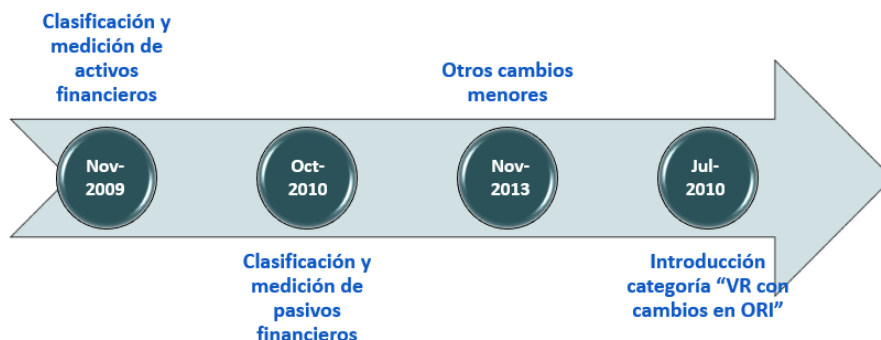 Clasificación y
medición de
activos
financieros
Otros cambios
menores
Nov-
2009
Oct-
2010
Nov-
2013
Jul-
2010
Clasificación y
medición de
pasivos
financieros
Introducción
categoría “VR con
cambios en ORI”